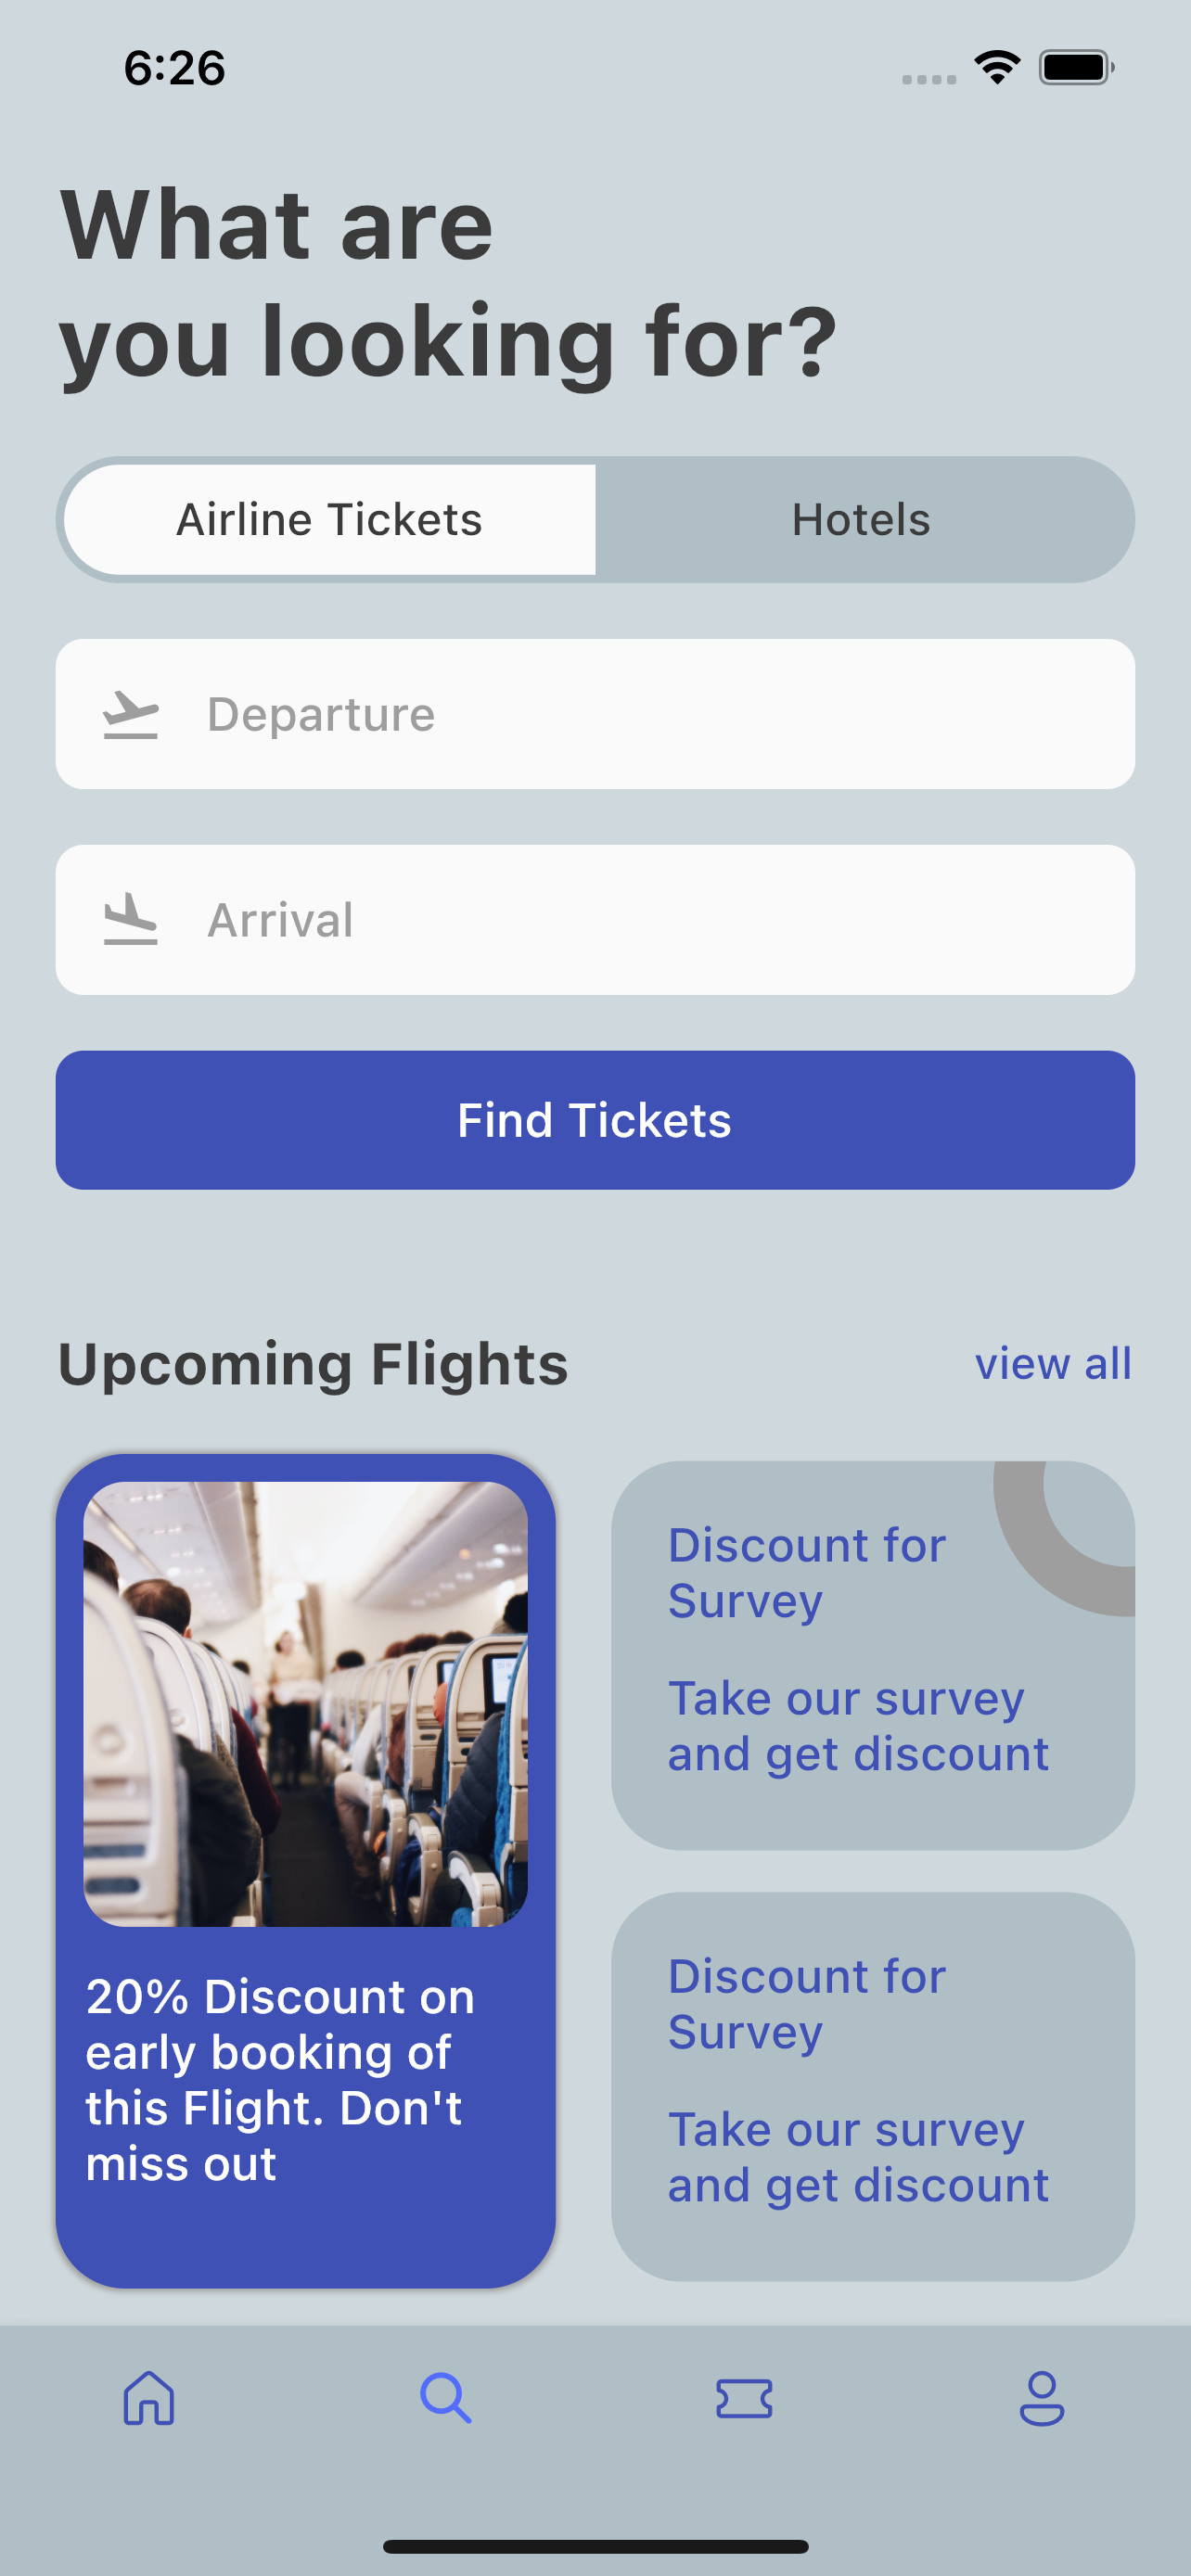 6:26
What are
you looking for?
Airline Tickets
Hotels
Departure
Arrival
Find Tickets
Upcoming Flights
view all
20% Discount on
early booking of
this Flight. Don't
miss out
Discount for
Survey
Take our survey
and get discount
Discount for
Survey
Take our survey
and get discount